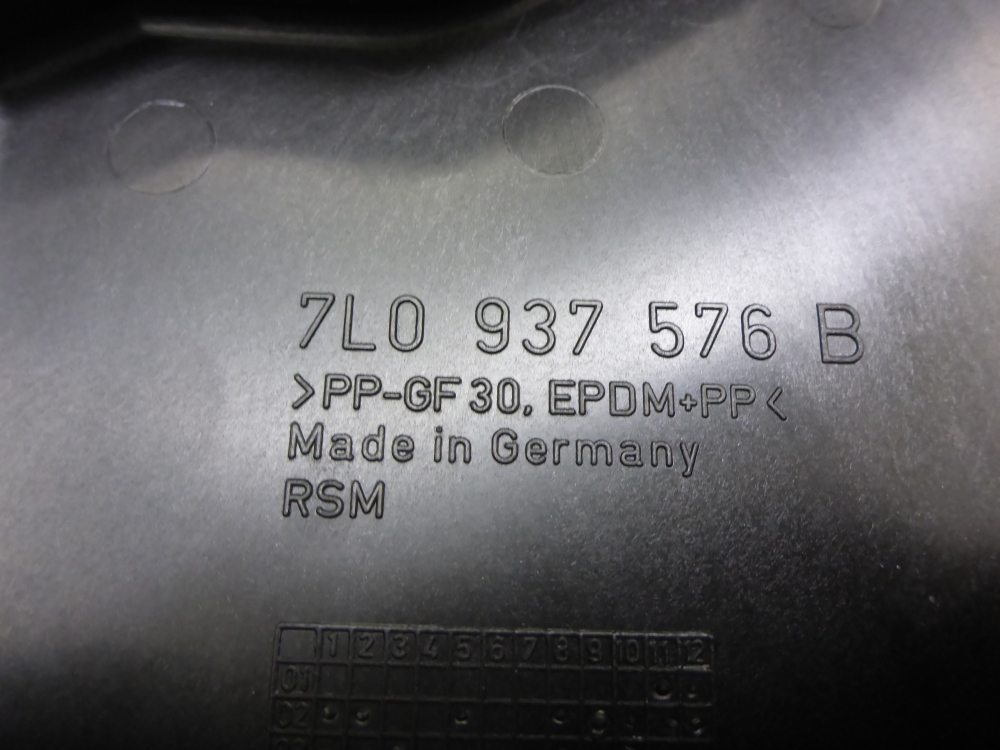 7L0 937 576 B
>PP-GF30, EPDM+PP<
Made in Germany
RSM
1 2 3 4 5 6 7 8 9 10 11 12
01
02